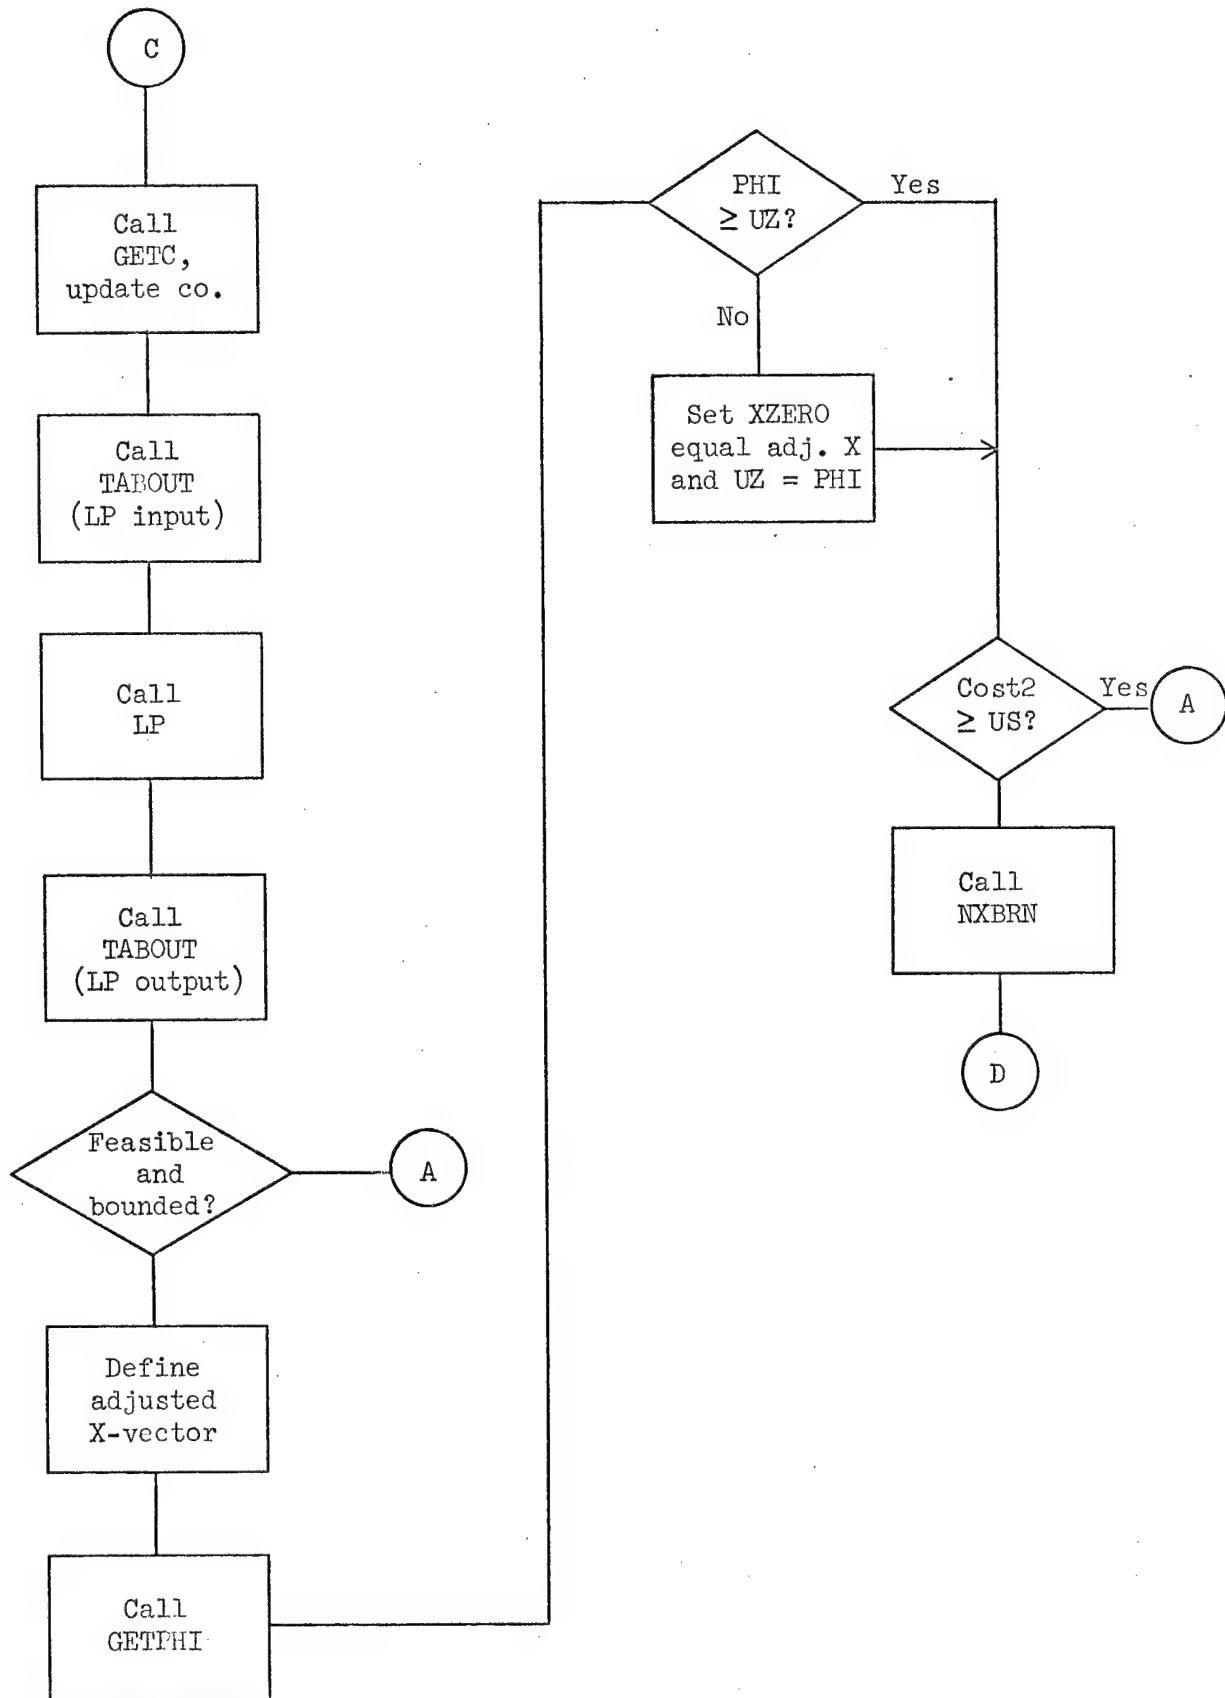 C
Call
GETC,
update co.
Call
TABOUT
(LP input)
Call
LP
Call
TABOUT
(LP output)
Feasible
and
bounded?
A
Define
adjusted
X-vector
Call
GETPHI
PHI
≥ UZ?
Yes
No
Set XZERO
equal adj. X
and UZ = PHI
Cost2
≥ US?
Yes
A
Call
NXBRN
D